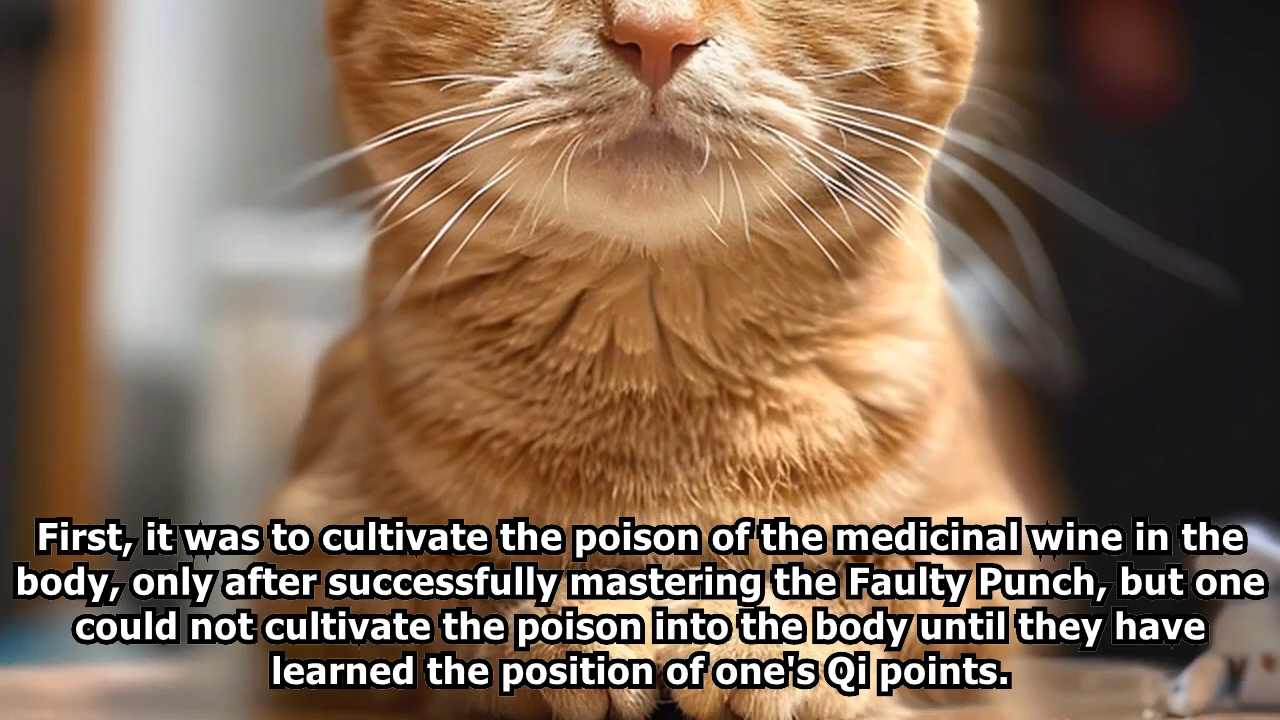 First, it was to cultivate the poison of the medicinal wine in the
body, only after successfully mastering the Faulty Punch, but one
could not cultivate the poison into the body until they have
learned the position of one's Qi points.